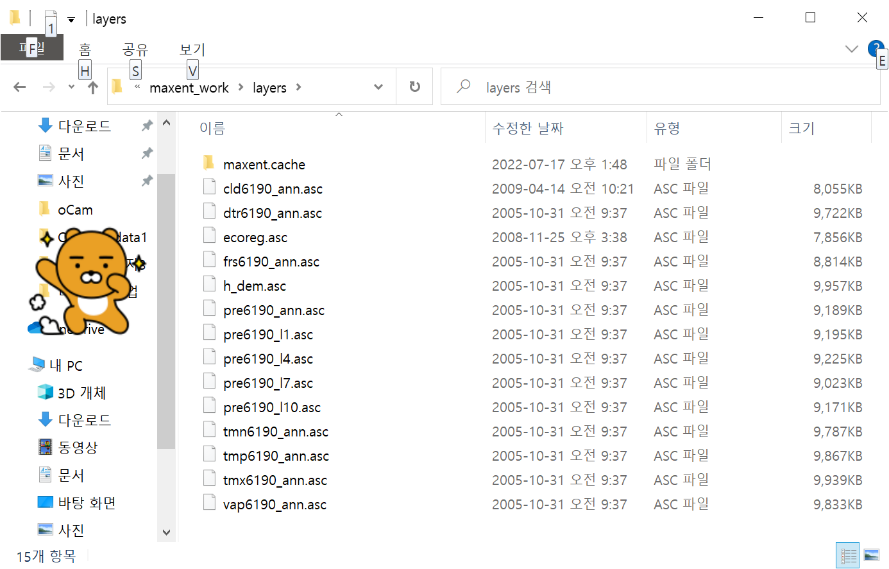 layers
1
파일
F
홈
공유
보기
H
S
V
E
?
« maxent_work > layers >
layers 검색
이름
수정한 날짜
유형
크기
다운로드
문서
사진
oCam
data1
업
내 PC
3D 개체
다운로드
동영상
문서
바탕 화면
사진
maxent.cache 2022-07-17 오후 1:48 파일 폴더
cld6190_ann.asc 2009-04-14 오전 10:21 ASC 파일 8,055KB
dtr6190_ann.asc 2005-10-31 오전 9:37 ASC 파일 9,722KB
ecoreg.asc 2008-11-25 오후 3:38 ASC 파일 7,856KB
frs6190_ann.asc 2005-10-31 오전 9:37 ASC 파일 8,814KB
h_dem.asc 2005-10-31 오전 9:37 ASC 파일 9,957KB
pre6190_ann.asc 2005-10-31 오전 9:37 ASC 파일 9,189KB
pre6190_l1.asc 2005-10-31 오전 9:37 ASC 파일 9,195KB
pre6190_l4.asc 2005-10-31 오전 9:37 ASC 파일 9,225KB
pre6190_l7.asc 2005-10-31 오전 9:37 ASC 파일 9,023KB
pre6190_l10.asc 2005-10-31 오전 9:37 ASC 파일 9,171KB
tmn6190_ann.asc 2005-10-31 오전 9:37 ASC 파일 9,787KB
tmp6190_ann.asc 2005-10-31 오전 9:37 ASC 파일 9,867KB
tmx6190_ann.asc 2005-10-31 오전 9:37 ASC 파일 9,939KB
vap6190_ann.asc 2005-10-31 오전 9:37 ASC 파일 9,833KB
15개 항목